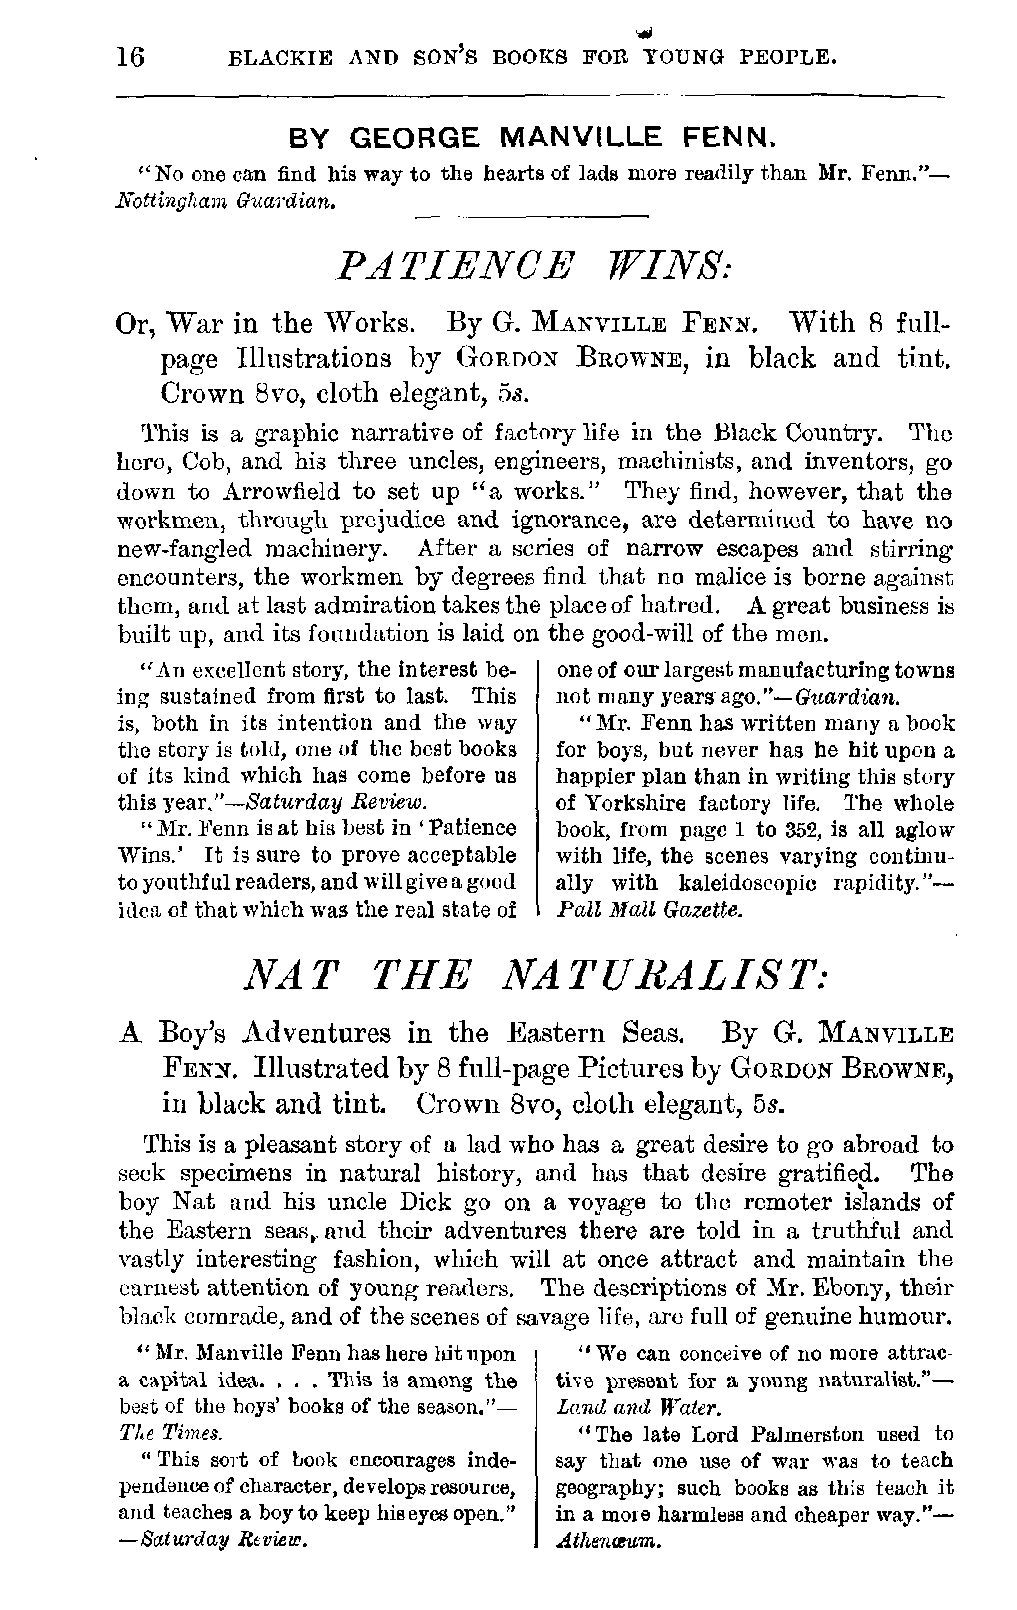 16 BLACKIE AND SON'S BOOKS FOR YOUNG PEOPLE.
BY GEORGE MANVILLE FENN.
"No one can find his way to the hearts of lads more readily than Mr. Fenn."—
Nottingham Guardian.
PATIENCE WINS:
Or, War in the Works. By G. MANVILLE FENN. With 8 full-
page Illustrations by GORDON BROWNE, in black and tint.
Crown 8vo, cloth elegant, 5s.
This is a graphic narrative of factory life in the Black Country. The
hero, Cob, and his three uncles, engineers, machinists, and inventors, go
down to Arrowfield to set up "a works." They find, however, that the
workmen, through prejudice and ignorance, are determined to have no
new-fangled machinery. After a series of narrow escapes and stirring
encounters, the workmen by degrees find that no malice is borne against
them, and at last admiration takes the place of hatred. A great business is
built up, and its foundation is laid on the good-will of the men.
"An excellent story, the interest be-
ing sustained from first to last. This
is, both in its intention and the way
the story is told, one of the best books
of its kind which has come before us
this year."—Saturday Review.
"Mr. Fenn is at his best in 'Patience
Wins.' It is sure to prove acceptable
to youthful readers, and will give a good
idea of that which was the real state of
one of our largest manufacturing towns
not many years ago."—Guardian.
"Mr. Fenn has written many a book
for boys, but never has he hit upon a
happier plan than in writing this story
of Yorkshire factory life. The whole
book, from page 1 to 352, is all aglow
with life, the scenes varying continu-
ally with kaleidoscopic rapidity."—
Pall Mall Gazette.
NAT THE NATURALIST:
A Boy's Adventures in the Eastern Seas. By G. MANVILLE
FENN. Illustrated by 8 full-page Pictures by GORDON BROWNE,
in black and tint. Crown 8vo, cloth elegant, 5s.
This is a pleasant story of a lad who has a great desire to go abroad to
seek specimens in natural history, and has that desire gratified. The
boy Nat and his uncle Dick go on a voyage to the remoter islands of
the Eastern seas, and their adventures there are told in a truthful and
vastly interesting fashion, which will at once attract and maintain the
earnest attention of young readers. The descriptions of Mr. Ebony, their
black comrade, and of the scenes of savage life, are full of genuine humour.
"Mr. Manville Fenn has here hit upon
a capital idea. . . . This is among the
best of the boys' books of the season."—
The Times.
"This sort of book encourages inde-
pendence of character, develops resource,
and teaches a boy to keep his eyes open."
—Saturday Review.
"We can conceive of no more attrac-
tive present for a young naturalist."—
Land and Water.
"The late Lord Palmerston used to
say that one use of war was to teach
geography; such books as this teach it
in a more harmless and cheaper way."—
Athenæum.